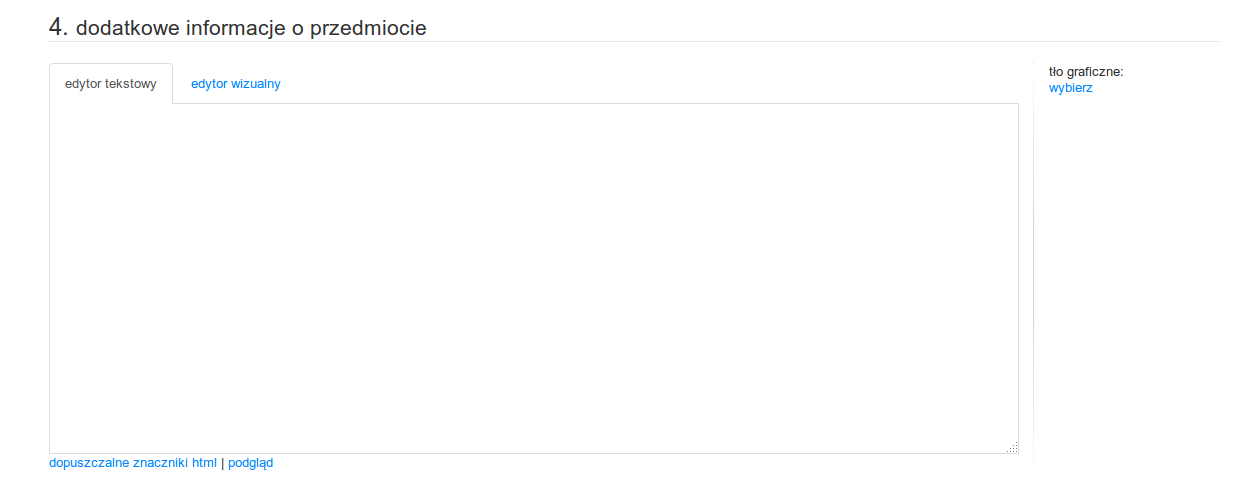 4. dodatkowe informacje o przedmiocie
edytor tekstowy
edytor wizualny
tło graficzne:
wybierz
dopuszczalne znaczniki html | podgląd